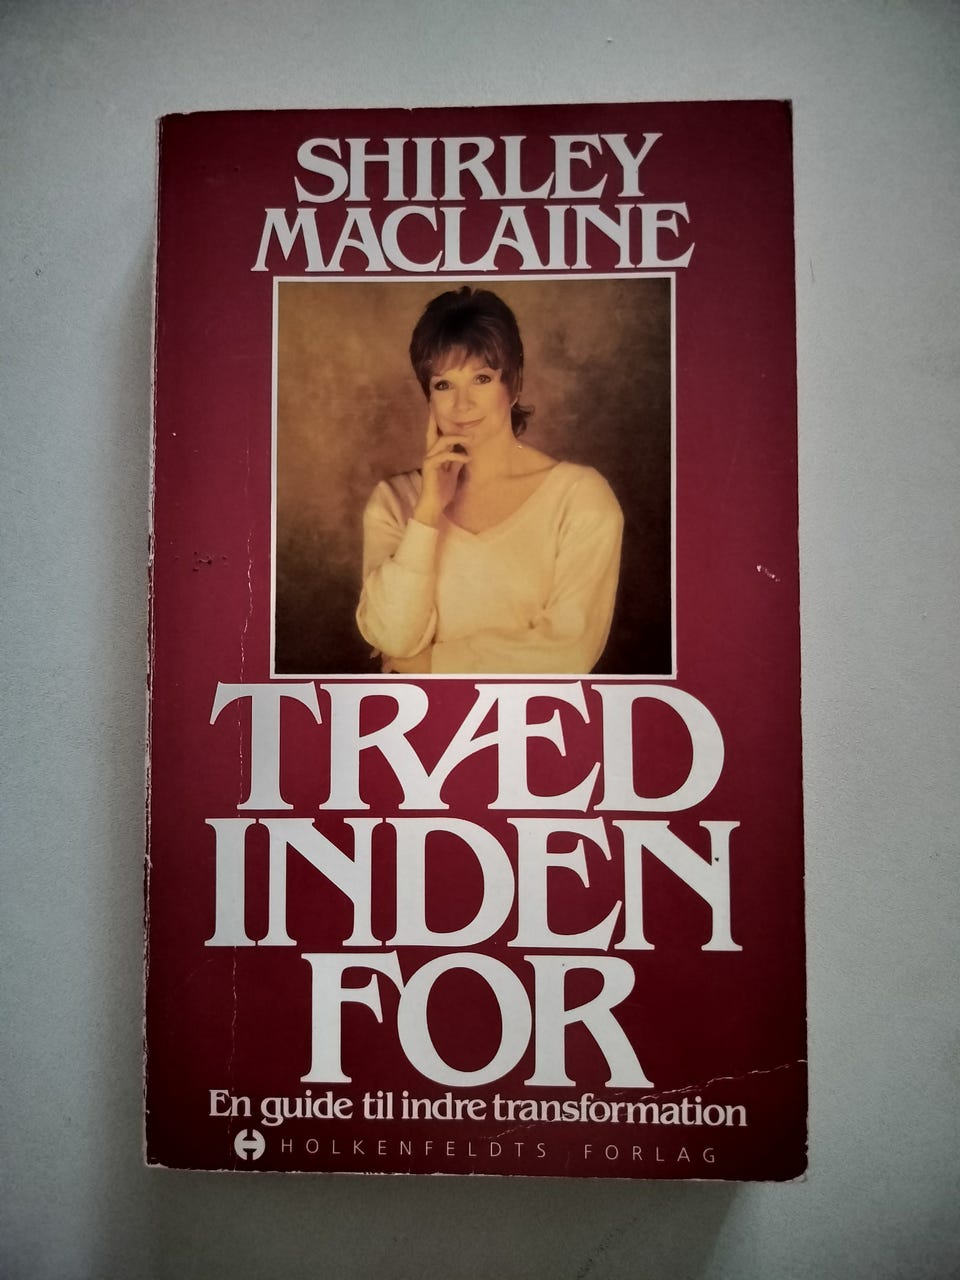 SHIRLEY
MACLAINE
TRÆD
INDEN
FOR
En guide til indre transformation
HOLKENFELDTS FORLAG